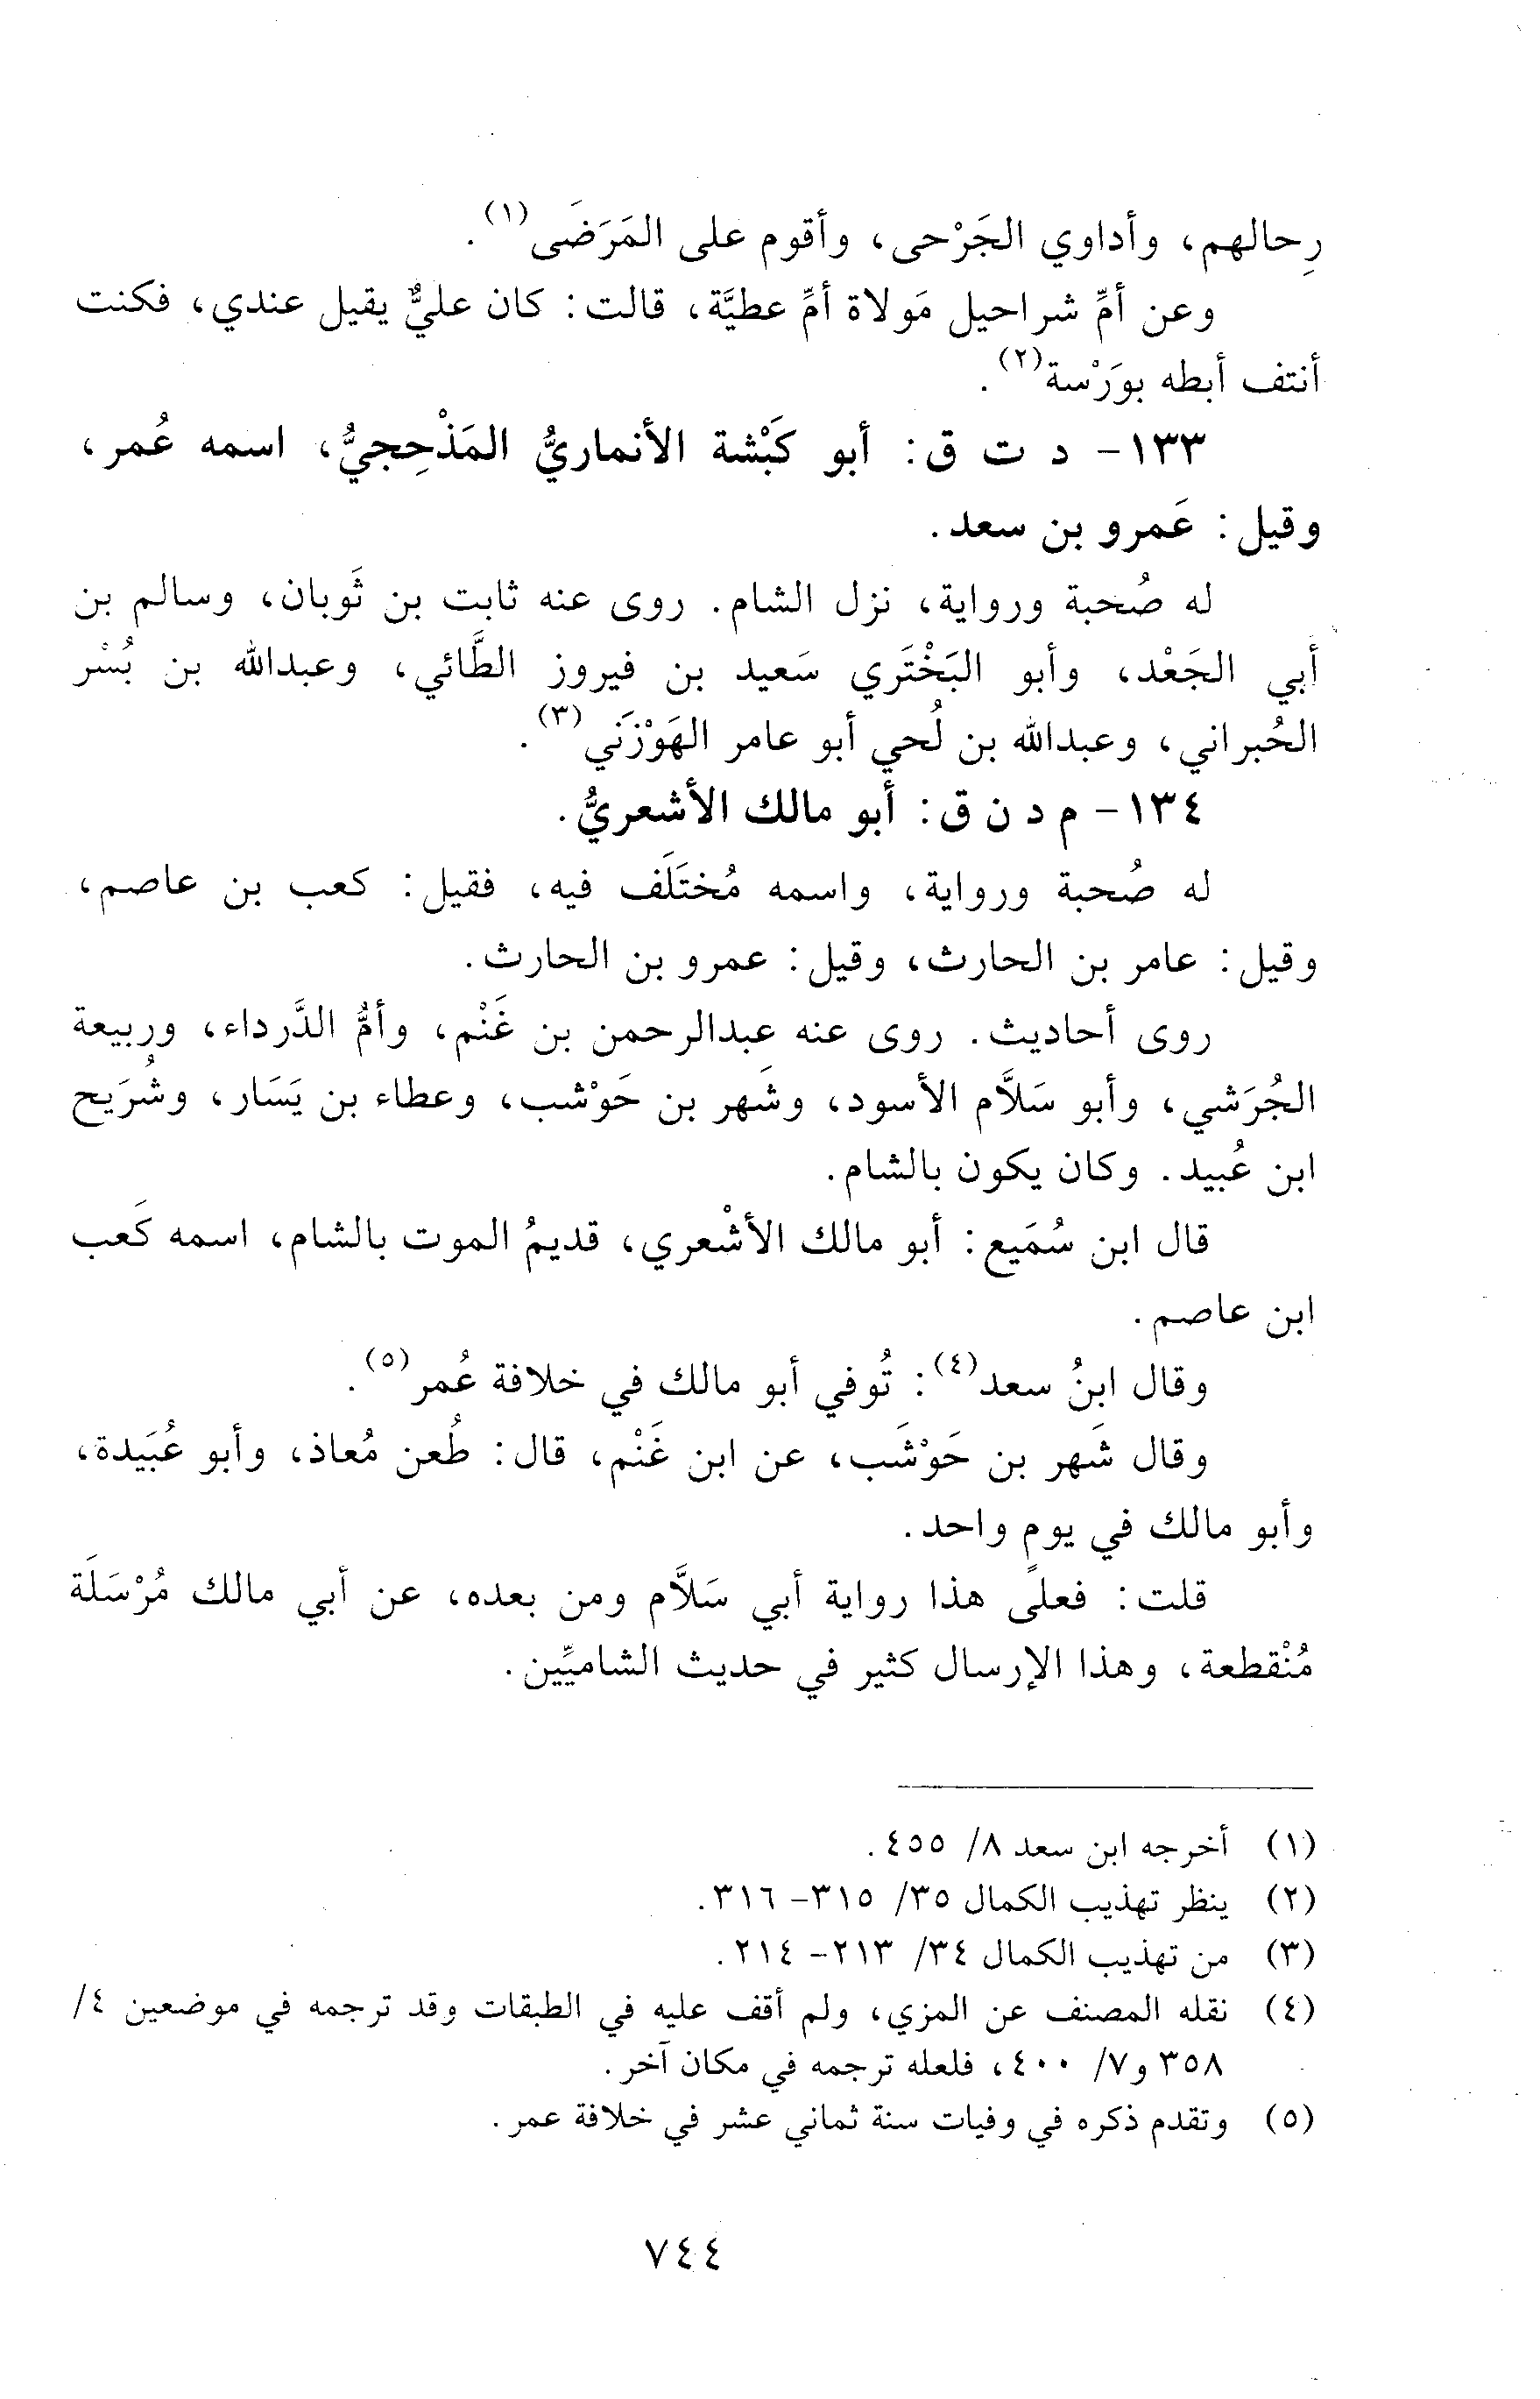 رِحالهم، وأداوي الجَرْحى، وأقوم على المَرَضَى(١).
وعن أمِّ شراحيل مَولاة أمِّ عطيَّة، قالت: كان عليٌّ يقيل عندي، فكنت
أنتف أبطه بوَرْسة(٢).
١٣٣- د ت ق: أبو كَبْشة الأنماريُّ المَذْحِجيُّ، اسمه عُمر،
وقيل: عَمرو بن سعد.
له صُحبة ورواية، نزل الشام. روى عنه ثابت بن ثَوبان، وسالم بن
أبي الجَعْد، وأبو البَخْتَري سَعيد بن فيروز الطَّائي، وعبدالله بن بُسْر
الحُبراني، وعبدالله بن لُحي أبو عامر الهَوْزَني(٣).
١٣٤- م د ن ق: أبو مالك الأشعريُّ.
له صُحبة ورواية، واسمه مُختَلَف فيه، فقيل: كعب بن عاصم،
وقيل: عامر بن الحارث، وقيل: عمرو بن الحارث.
روى أحاديث. روى عنه عبدالرحمن بن غَنْم، وأمُّ الدَّرداء، وربيعة
الجُرَشي، وأبو سَلَّام الأسود، وشَهر بن حَوْشب، وعطاء بن يَسَار، وشُرَيح
ابن عُبيد. وكان يكون بالشام.
قال ابن سُمَيع: أبو مالك الأشْعري، قديمُ الموت بالشام، اسمه كَعب
ابن عاصم.
وقال ابنُ سعد(٤): تُوفي أبو مالك في خلافة عُمر(٥).
وقال شَهر بن حَوْشَب، عن ابن غَنْم، قال: طُعن مُعاذ، وأبو عُبَيدة،
وأبو مالك في يومٍ واحد.
قلت: فعلى هذا رواية أبي سَلَّام ومن بعده، عن أبي مالك مُرْسَلَة
مُنْقطعة، وهذا الإرسال كثير في حديث الشاميِّين.
(١) أخرجه ابن سعد ٨/ ٤٥٥.
(٢) ينظر تهذيب الكمال ٣٥/ ٣١٥- ٣١٦.
(٣) من تهذيب الكمال ٣٤/ ٢١٣- ٢١٤.
(٤) نقله المصنف عن المزي، ولم أقف عليه في الطبقات وقد ترجمه في موضعين ٤/
٣٥٨ و٧/ ٤٠٠، فلعله ترجمه في مكان آخر.
(٥) وتقدم ذكره في وفيات سنة ثماني عشر في خلافة عمر.
٧٤٤